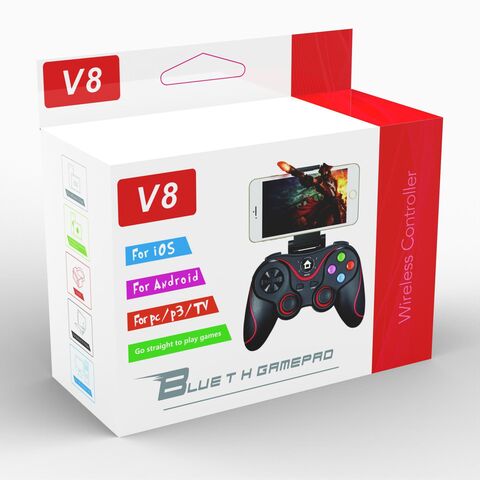 V8
V8
For iOS
For Android
For pc/p3/TV
Go straight to play games
BLUE T H GAMEPAD
Wireless Controller